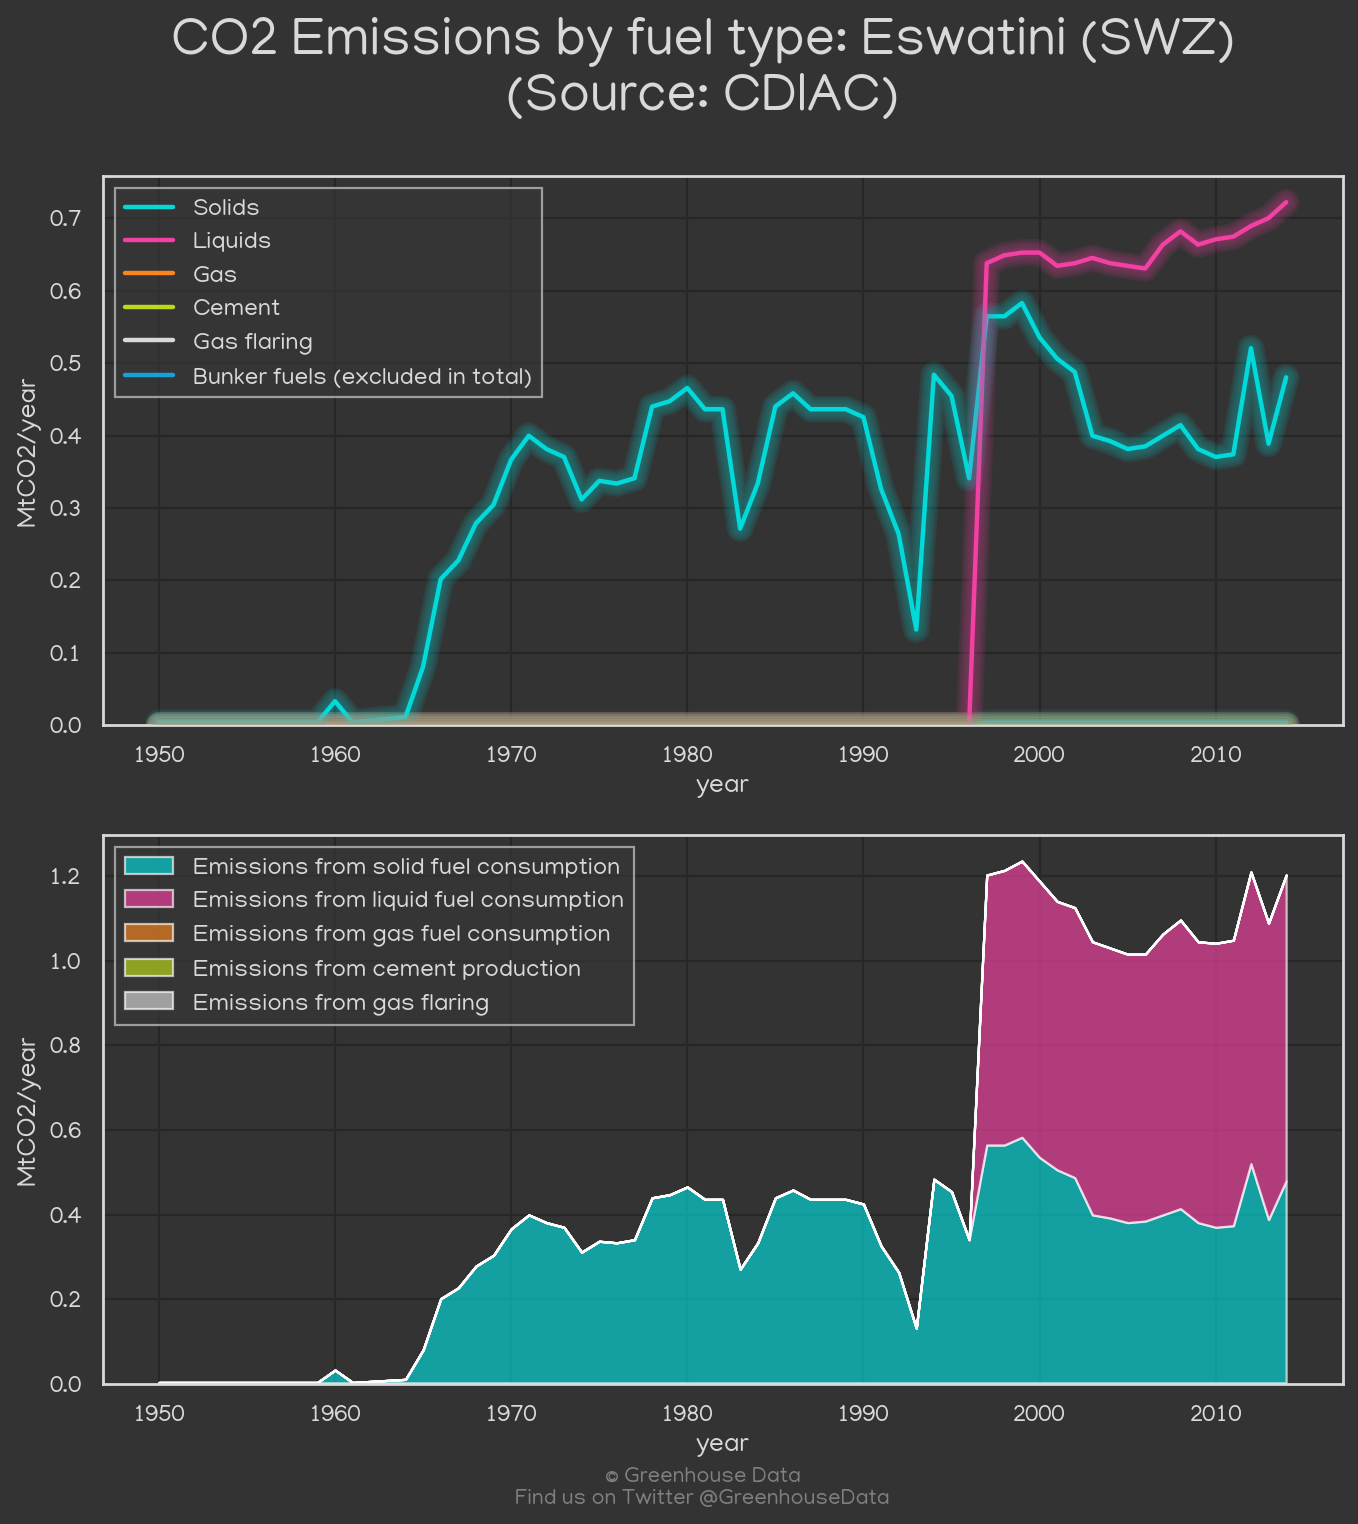 CO2 Emissions by fuel type: Eswatini (SWZ)
(Source: CDIAC)
Solids
Liquids
Gas
Cement
Gas flaring
Bunker fuels (excluded in total)
MtCO2/year
0.7
0.6
0.5
0.4
0.3
0.2
0.1
0.0
1950 1960 1970 1980 1990 2000 2010
year
Emissions from solid fuel consumption
Emissions from liquid fuel consumption
Emissions from gas fuel consumption
Emissions from cement production
Emissions from gas flaring
MtCO2/year
1.2
1.0
0.8
0.6
0.4
0.2
0.0
1950 1960 1970 1980 1990 2000 2010
year
© Greenhouse Data
Find us on Twitter @GreenhouseData